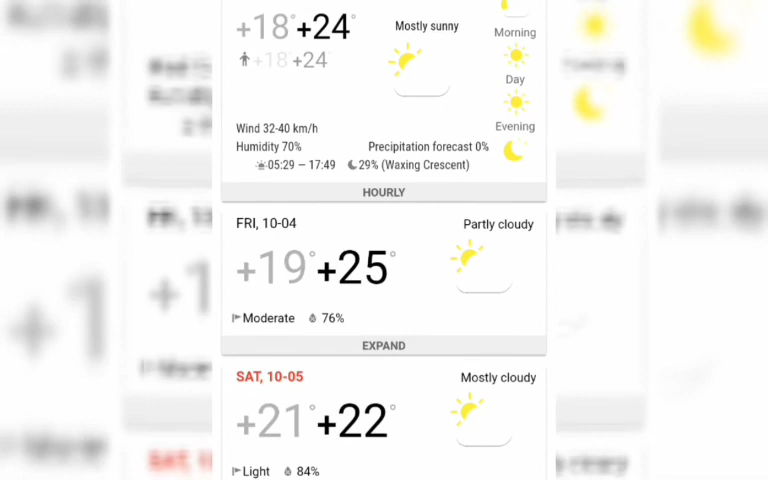 +18°+24°
Mostly sunny
+18°+24°
Morning
Day
Evening
Wind 32-40 km/h
Humidity 70%
Precipitation forecast 0%
05:29 – 17:49
29% (Waxing Crescent)
HOURLY
FRI, 10-04
Partly cloudy
+19°+25°
Moderate
76%
EXPAND
SAT, 10-05
Mostly cloudy
+21°+22°
Light
84%